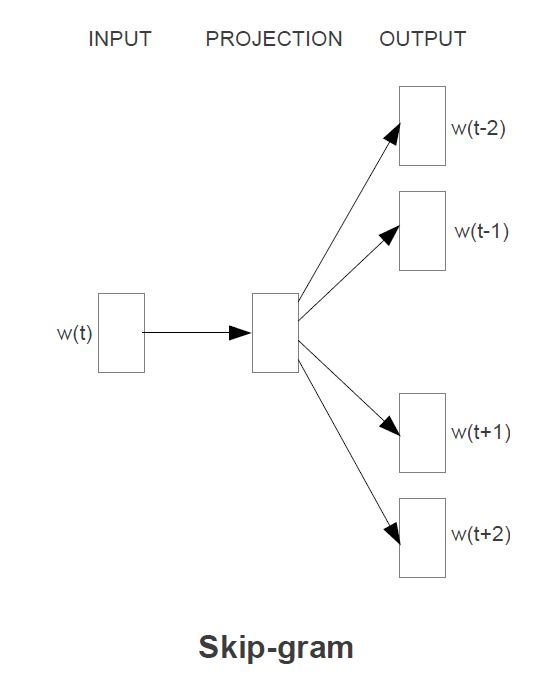 INPUT PROJECTION OUTPUT
w(t-2)
w(t-1)
w(t)
w(t+1)
w(t+2)
Skip-gram